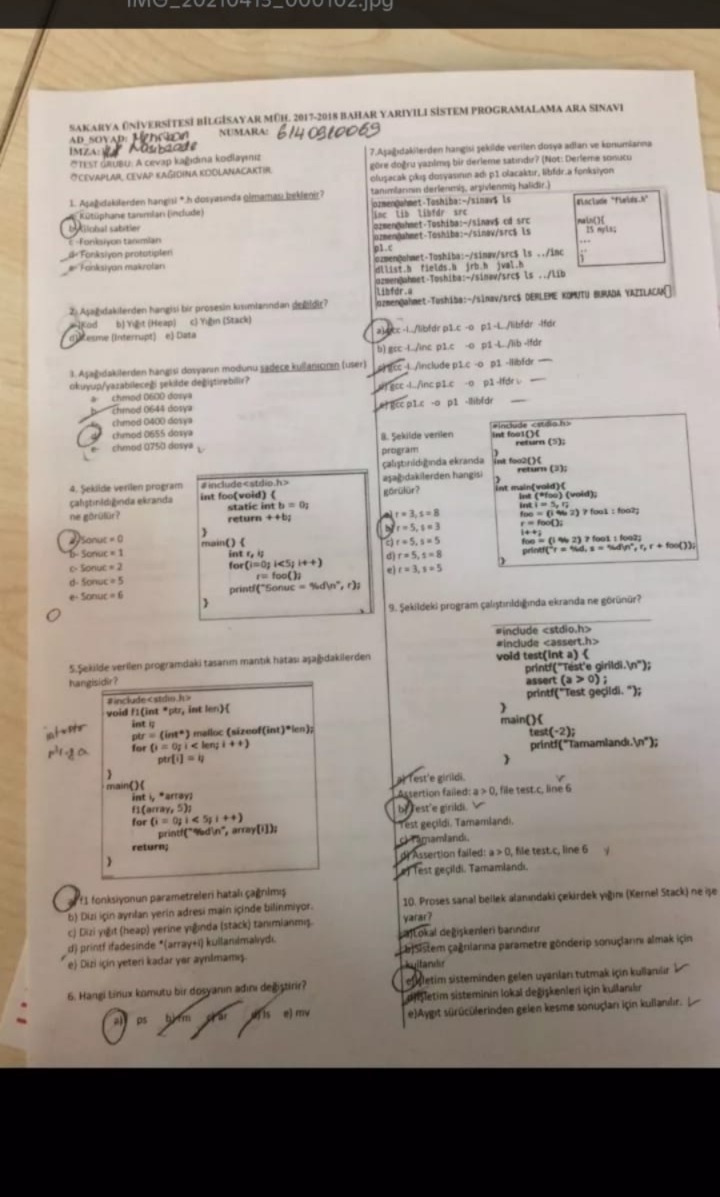 IMG_20210415_000102.jpg
SAKARYA ÜNİVERSİTESİ BİLGİSAYAR MÜH. 2017-2018 BAHAR YARIYILI SİSTEM PROGRAMALAMA ARA SINAVI
AD_SOYAD:
NUMARA: 6140910069
İMZA:
TEST GRUBU: A cevap kağıdına kodlayınız
CEVAPLAR, CEVAP KAĞIDINA KODLANACAKTIR.
1. Aşağıdakilerden hangisi *.h dosyasında olmaması beklenir?
a- Kütüphane tanımları (include)
b- Global sabitler
c- Fonksiyon tanımları
d- Fonksiyon prototipleri
e- Fonksiyon makroları
2. Aşağıdakilerden hangisi bir prosesin kısımlarından değildir?
a) Kod b) Yığıt (Heap) c) Yığın (Stack)
d) Kesme (Interrupt) e) Data
3. Aşağıdakilerden hangisi dosyanın modunu sadece kullanıcının (user)
okuyup/yazabileceği şekilde değiştirebilir?
a- chmod 0600 dosya
b- chmod 0644 dosya
c- chmod 0400 dosya
d- chmod 0655 dosya
e- chmod 0750 dosya
4. Şekilde verilen program
çalıştırıldığında ekranda
ne görülür?
a) Sonuc = 0
b- Sonuc = 1
c- Sonuc = 2
d- Sonuc = 5
e- Sonuc = 6
#include<stdio.h>
int foo(void) {
static int b = 0;
return ++b;
}
main() {
int r, i;
for(i=0; i<5; i++)
r= foo();
printf("Sonuc = %d\n", r);
}
5.Şekilde verilen programdaki tasarım mantık hatası aşağıdakilerden
hangisidir?
#include<stdio.h>
void f1(int *ptr, int len){
int i;
ptr = (int*) malloc (sizeof(int)*len);
for (i = 0; i < len; i ++)
ptr[i] = i;
}
main(){
int i, *array;
f1(array, 5);
for (i = 0; i < 5; i ++)
printf("%d\n", array[i]);
return;
}
a) f1 fonksiyonun parametreleri hatalı çağrılmış
b) Dizi için ayrılan yerin adresi main içinde bilinmiyor.
c) Dizi yığıt (heap) yerine yığında (stack) tanımlanmış.
d) printf ifadesinde *(array+i) kullanılmalıydı.
e) Dizi için yeteri kadar yer ayrılmamış.
6. Hangi Linux komutu bir dosyanın adını değiştirir?
a) ps b) rm c) ar d) ls e) mv
7.Aşağıdakilerden hangisi şekilde verilen dosya adları ve konumlarına
göre doğru yazılmış bir derleme satırıdır? (Not: Derleme sonucu
oluşacak çıkış dosyasının adı p1 olacaktır, libfdr.a fonksiyon
tanımlarının derlenmiş, arşivlenmiş halidir.)
ozmen@ahmet-Toshiba:~/sinav$ ls
inc lib libfdr src
ozmen@ahmet-Toshiba:~/sinav$ cd src
ozmen@ahmet-Toshiba:~/sinav/src$ ls
p1.c
ozmen@ahmet-Toshiba:~/sinav/src$ ls ../inc
dllist.h fields.h jrb.h jval.h
ozmen@ahmet-Toshiba:~/sinav/src$ ls ../lib
libfdr.a
ozmen@ahmet-Toshiba:~/sinav/src$ DERLEME KOMUTU BURADA YAZILACAK
#include "fields.h"
main(){
IS myis;
...
..
}
a) gcc -I../libfdr p1.c -o p1 -L../libfdr -lfdr
b) gcc -I../inc p1.c -o p1 -L../lib -lfdr
c) gcc -I../include p1.c -o p1 -llibfdr
d) gcc -I../inc p1.c -o p1 -lfdr
e) gcc p1.c -o p1 -llibfdr
8. Şekilde verilen
program
çalıştırıldığında ekranda
aşağıdakilerden hangisi
görülür?
a) r = 3, s = 8
b) r = 5, s = 3
c) r = 5, s = 5
d) r = 5, s = 8
e) r = 3, s = 5
#include <stdio.h>
int foo1(){
return (5);
}
int foo2(){
return (3);
}
int main(void){
int (*foo) (void);
int i = 5, r;
foo = (i % 2) ? foo1 : foo2;
r = foo();
i++;
foo = (i % 2) ? foo1 : foo2;
printf("r = %d, s = %d\n", r, r + foo());
}
9. Şekildeki program çalıştırıldığında ekranda ne görünür?
#include <stdio.h>
#include <assert.h>
void test(int a) {
printf("Test'e girildi.\n");
assert (a > 0) ;
printf("Test geçildi. ");
}
main(){
test(-2);
printf("Tamamlandı.\n");
}
a) Test'e girildi.
Assertion failed: a > 0, file test.c, line 6
b) Test'e girildi.
Test geçildi. Tamamlandı.
c) Tamamlandı.
d) Assertion failed: a > 0, file test.c, line 6
e) Test geçildi. Tamamlandı.
10. Proses sanal bellek alanındaki çekirdek yığını (Kernel Stack) ne işe
yarar?
a) Lokal değişkenleri barındırır
b) Sistem çağrılarına parametre gönderip sonuçlarını almak için
kullanılır
c) İşletim sisteminden gelen uyarıları tutmak için kullanılır
d) İşletim sisteminin lokal değişkenleri için kullanılır
e) Aygıt sürücülerinden gelen kesme sonuçları için kullanılır.